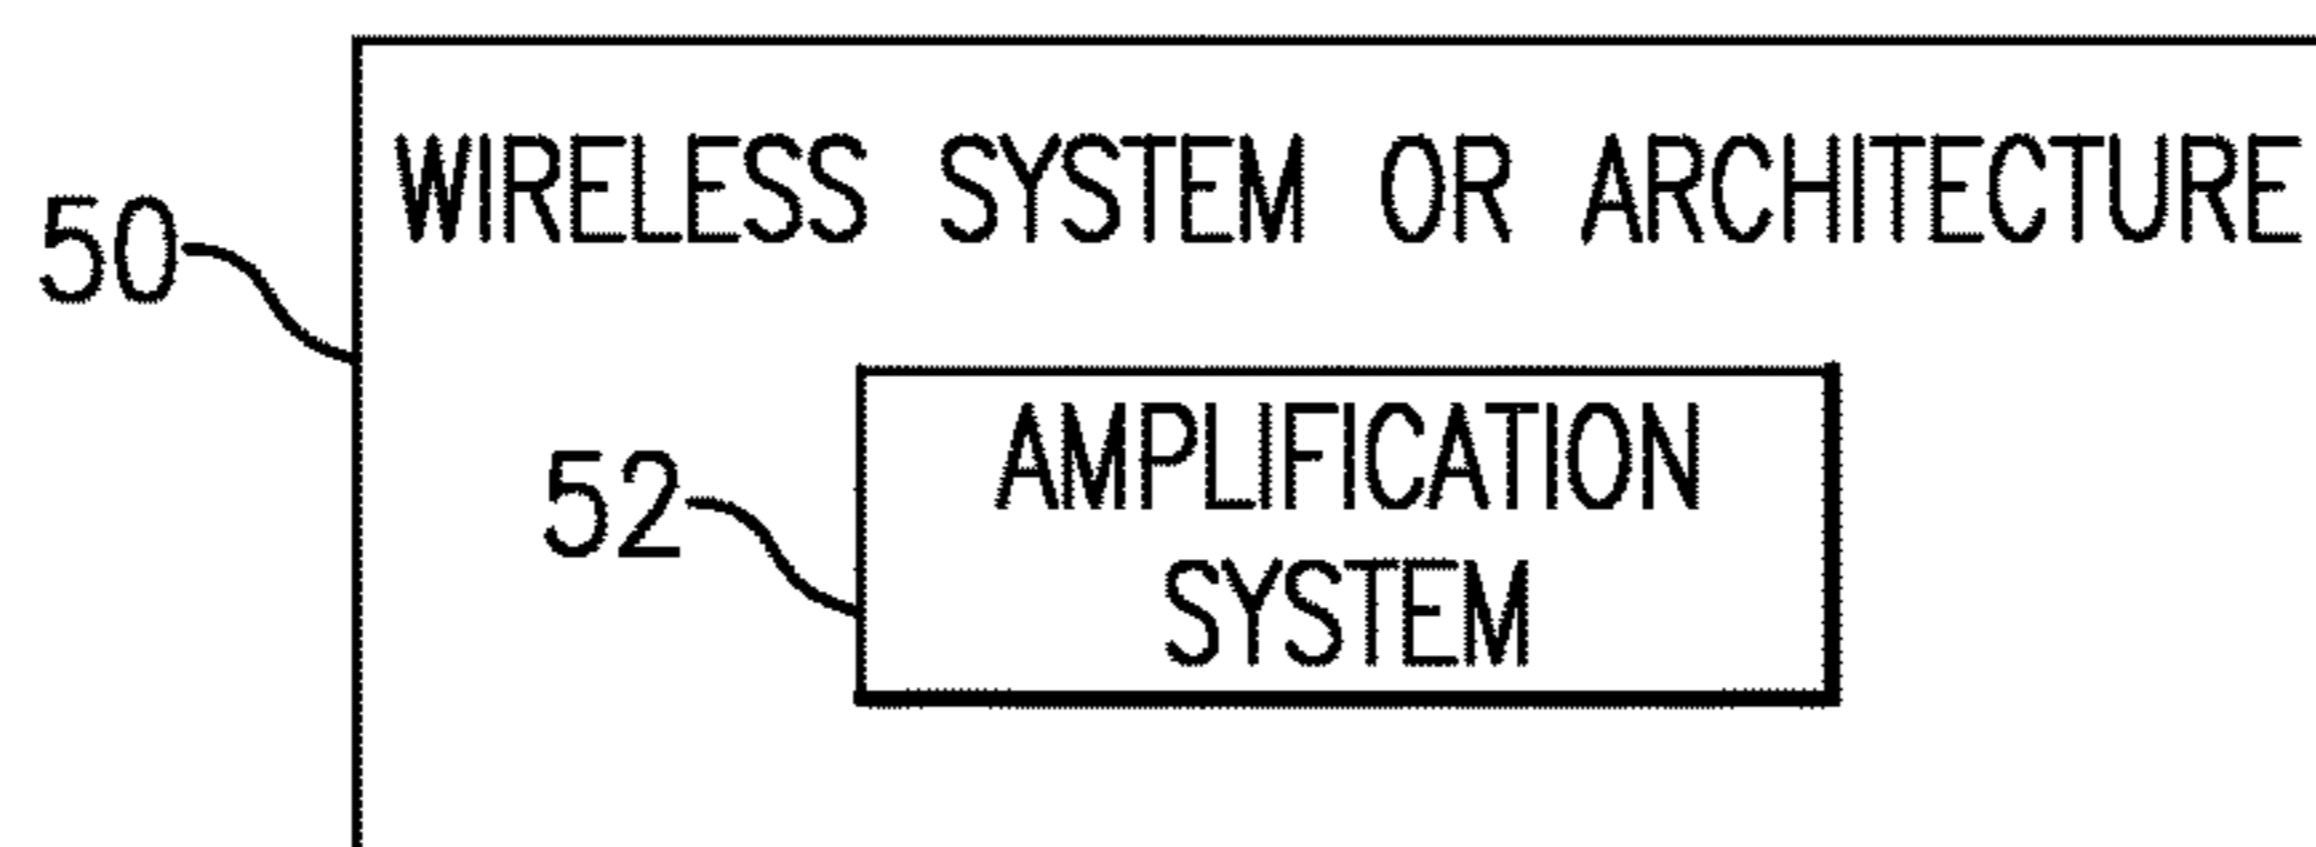 WIRELESS SYSTEM OR ARCHITECTURE
50
AMPLIFICATION
52
SYSTEM